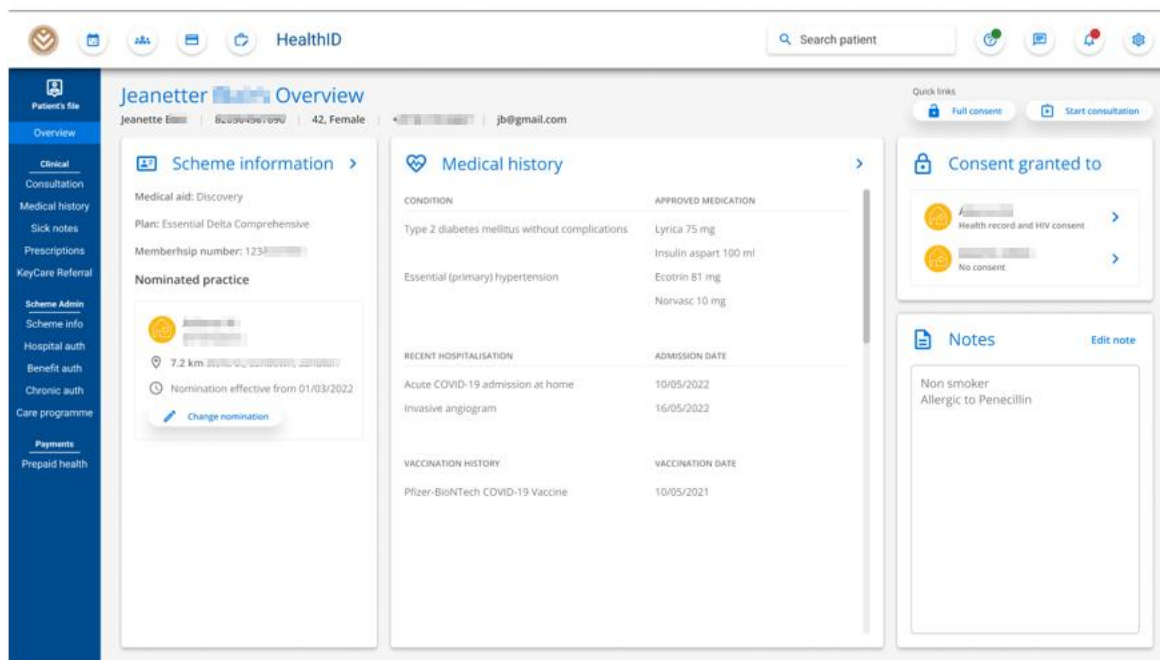 HealthID
Search patient
Patient's file
Overview
Clinical
Consultation
Medical history
Sick notes
Prescriptions
KeyCare Referral
Scheme Admin
Scheme info
Hospital auth
Benefit auth
Chronic auth
Care programme
Payments
Prepaid health
Jeanetter Overview
Jeanette 42, Female jb@gmail.com
Quick links
Full consent
Start consultation
Scheme information
Medical aid: Discovery
Plan: Essential Delta Comprehensive
Memberhsip number: 123
Nominated practice
7.2 km
Nomination effective from 01/03/2022
Change nomination
Medical history
CONDITION APPROVED MEDICATION
Type 2 diabetes mellitus without complications Lyrica 75 mg
Insulin aspart 100 ml
Essential (primary) hypertension Ecotrin 81 mg
Norvasc 10 mg
RECENT HOSPITALISATION ADMISSION DATE
Acute COVID-19 admission at home 10/05/2022
Invasive angiogram 16/05/2022
VACCINATION HISTORY VACCINATION DATE
Pfizer-BioNTech COVID-19 Vaccine 10/05/2021
Consent granted to
Health record and HIV consent
No consent
Notes
Edit note
Non smoker
Allergic to Penecillin